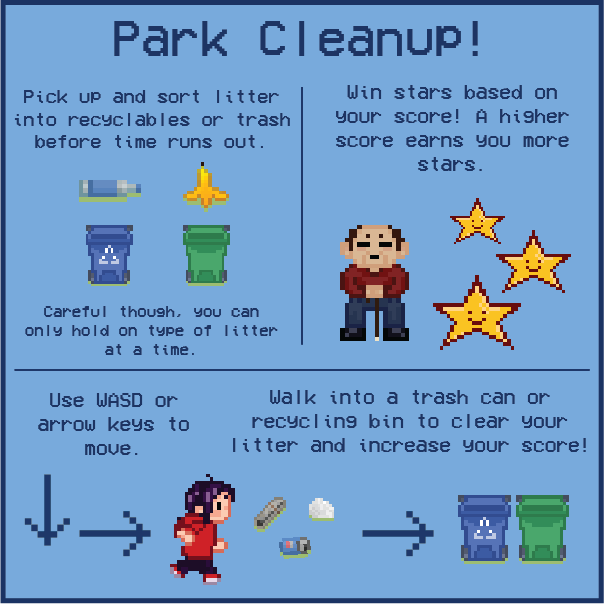 Park Cleanup!
Pick up and sort litter
into recyclables or trash
before time runs out.
Careful though, you can
only hold on type of litter
at a time.
Win stars based on
your score! A higher
score earns you more
stars.
Use WASD or
arrow keys to
move.
Walk into a trash can or
recycling bin to clear your
litter and increase your score!